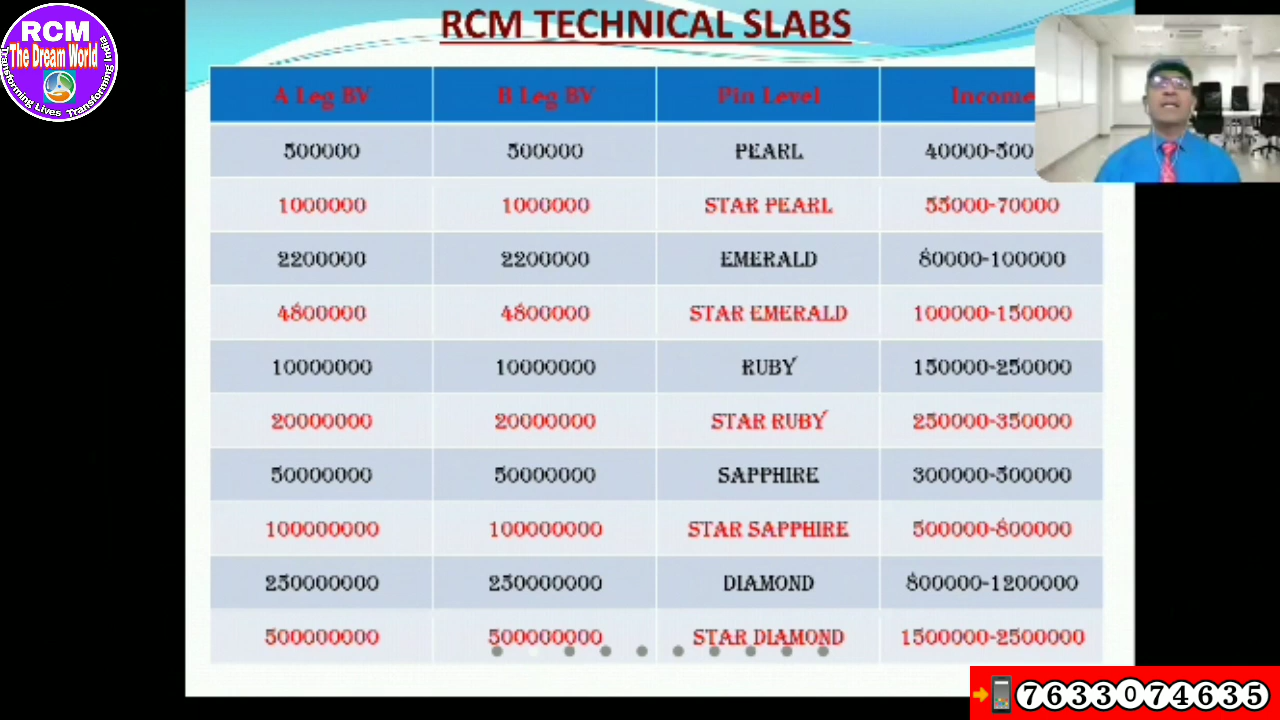 RCM TECHNICAL SLABS
RCM
The Dream World
Transforming Lives Transforming India
A Leg BV B Leg BV Pin Level Income
500000 500000 PEARL 40000-500
1000000 1000000 STAR PEARL 55000-70000
2200000 2200000 EMERALD 80000-100000
4800000 4800000 STAR EMERALD 100000-150000
10000000 10000000 RUBY 150000-250000
20000000 20000000 STAR RUBY 250000-350000
50000000 50000000 SAPPHIRE 300000-500000
100000000 100000000 STAR SAPPHIRE 500000-800000
250000000 250000000 DIAMOND 800000-1200000
500000000 500000000 STAR DIAMOND 1500000-2500000
7633074635